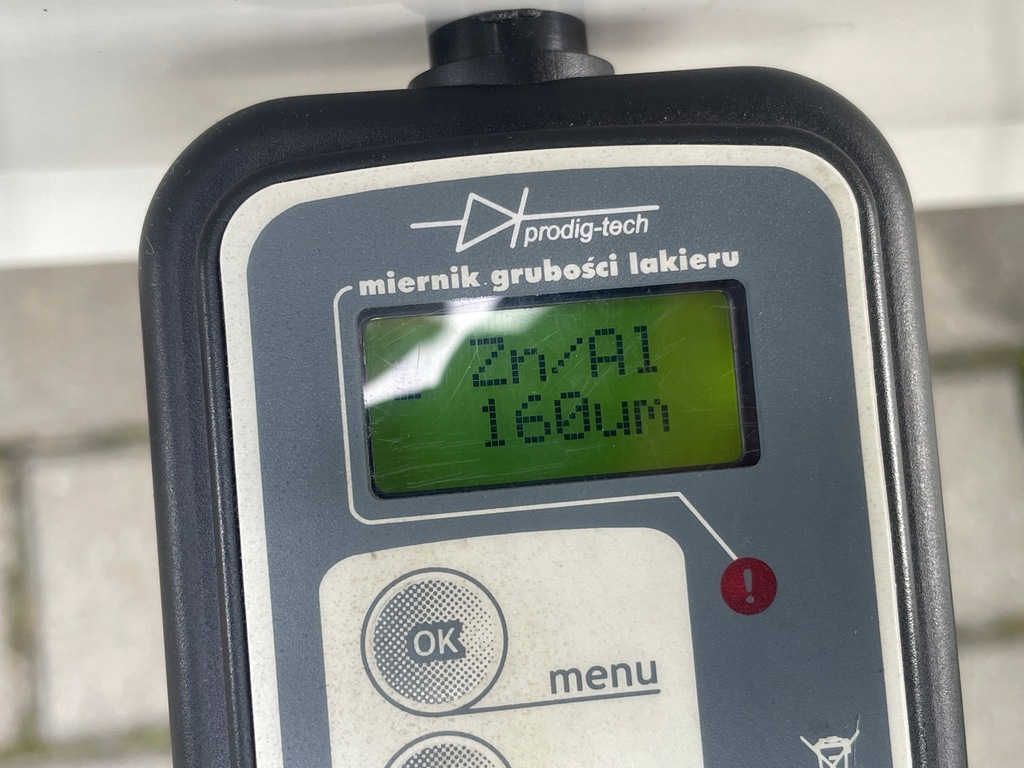 prodig-tech
miernik grubości lakieru
Zn/Al
160um
!
OK
menu